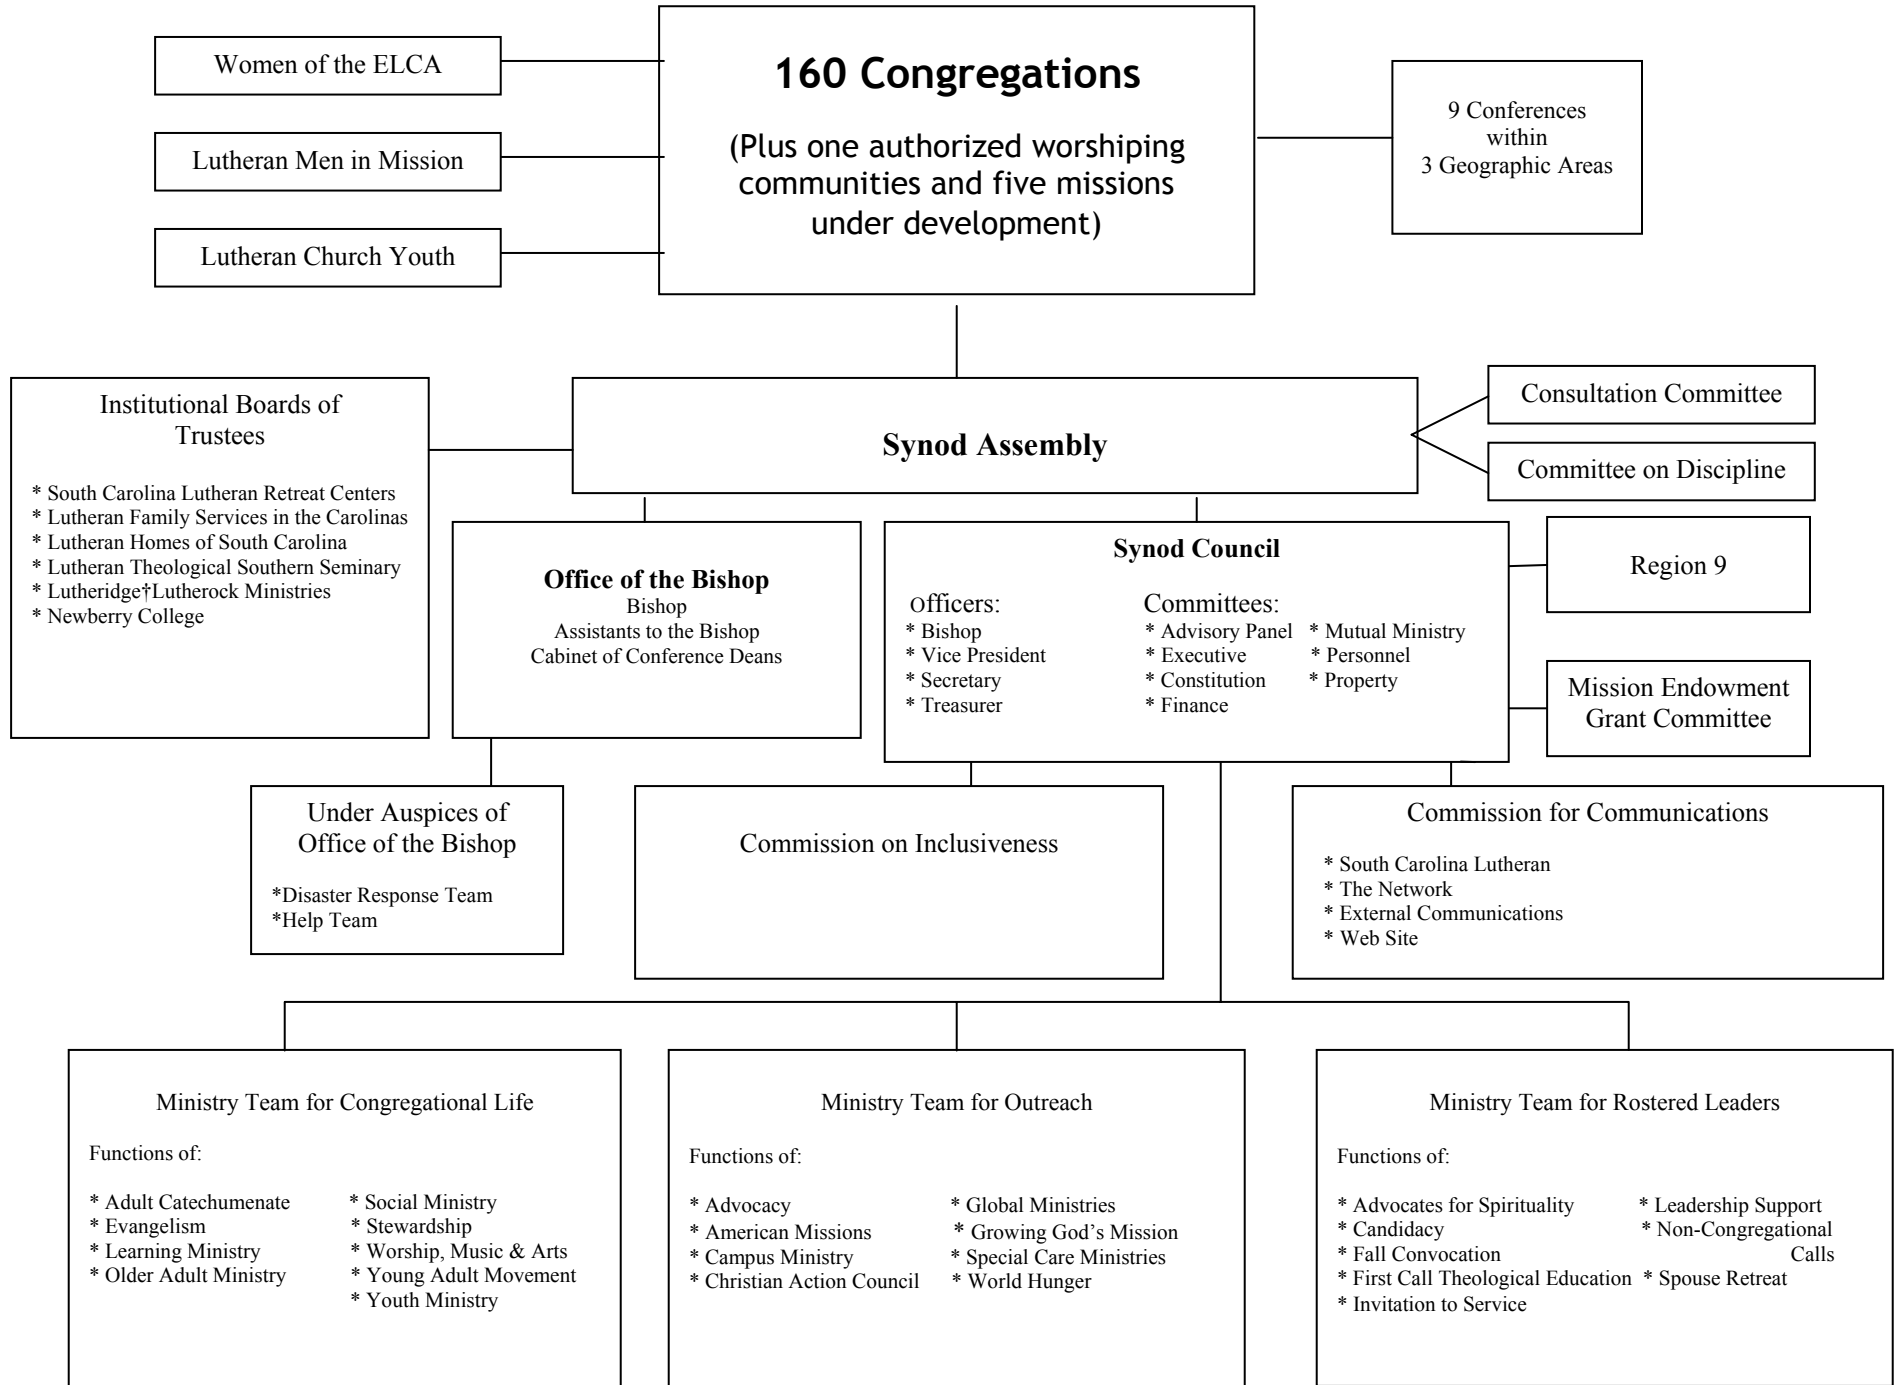 Women of the ELCA
Lutheran Men in Mission
Lutheran Church Youth
160 Congregations
(Plus one authorized worshiping
communities and five missions
under development)
9 Conferences
within
3 Geographic Areas
Institutional Boards of
Trustees
* South Carolina Lutheran Retreat Centers
* Lutheran Family Services in the Carolinas
* Lutheran Homes of South Carolina
* Lutheran Theological Southern Seminary
* Lutheridge†Lutherock Ministries
* Newberry College
Synod Assembly
Consultation Committee
Committee on Discipline
Office of the Bishop
Bishop
Assistants to the Bishop
Cabinet of Conference Deans
Synod Council
Officers:
* Bishop
* Vice President
* Secretary
* Treasurer
Committees:
* Advisory Panel * Mutual Ministry
* Executive * Personnel
* Constitution * Property
* Finance
Region 9
Mission Endowment
Grant Committee
Under Auspices of
Office of the Bishop
*Disaster Response Team
*Help Team
Commission on Inclusiveness
Commission for Communications
* South Carolina Lutheran
* The Network
* External Communications
* Web Site
Ministry Team for Congregational Life
Functions of:
* Adult Catechumenate * Social Ministry
* Evangelism * Stewardship
* Learning Ministry * Worship, Music & Arts
* Older Adult Ministry * Young Adult Movement
* Youth Ministry
Ministry Team for Outreach
Functions of:
* Advocacy * Global Ministries
* American Missions * Growing God’s Mission
* Campus Ministry * Special Care Ministries
* Christian Action Council * World Hunger
Ministry Team for Rostered Leaders
Functions of:
* Advocates for Spirituality * Leadership Support
* Candidacy * Non-Congregational
* Fall Convocation Calls
* First Call Theological Education * Spouse Retreat
* Invitation to Service